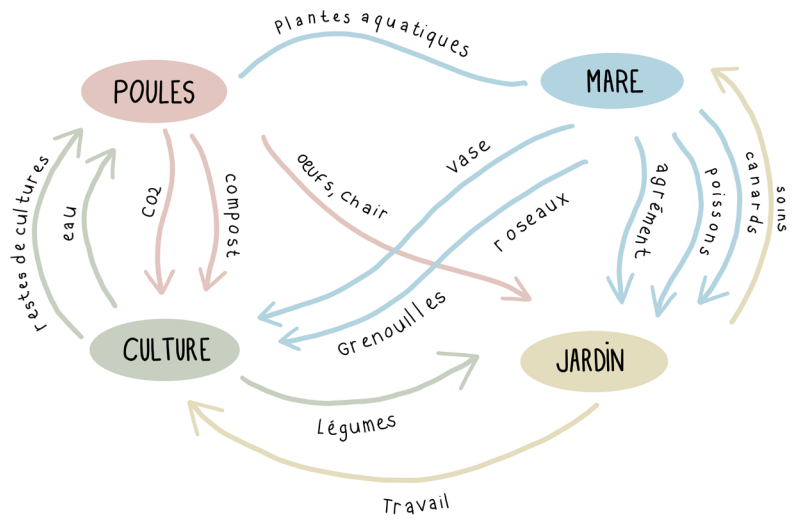 Plantes aquatiques
POULES
MARE
restes de cultures
eau
CO2
compost
oeufs, chair
vase
roseaux
agrément
poissons
canards
soins
Grenouilles
CULTURE
JARDIN
Légumes
Travail